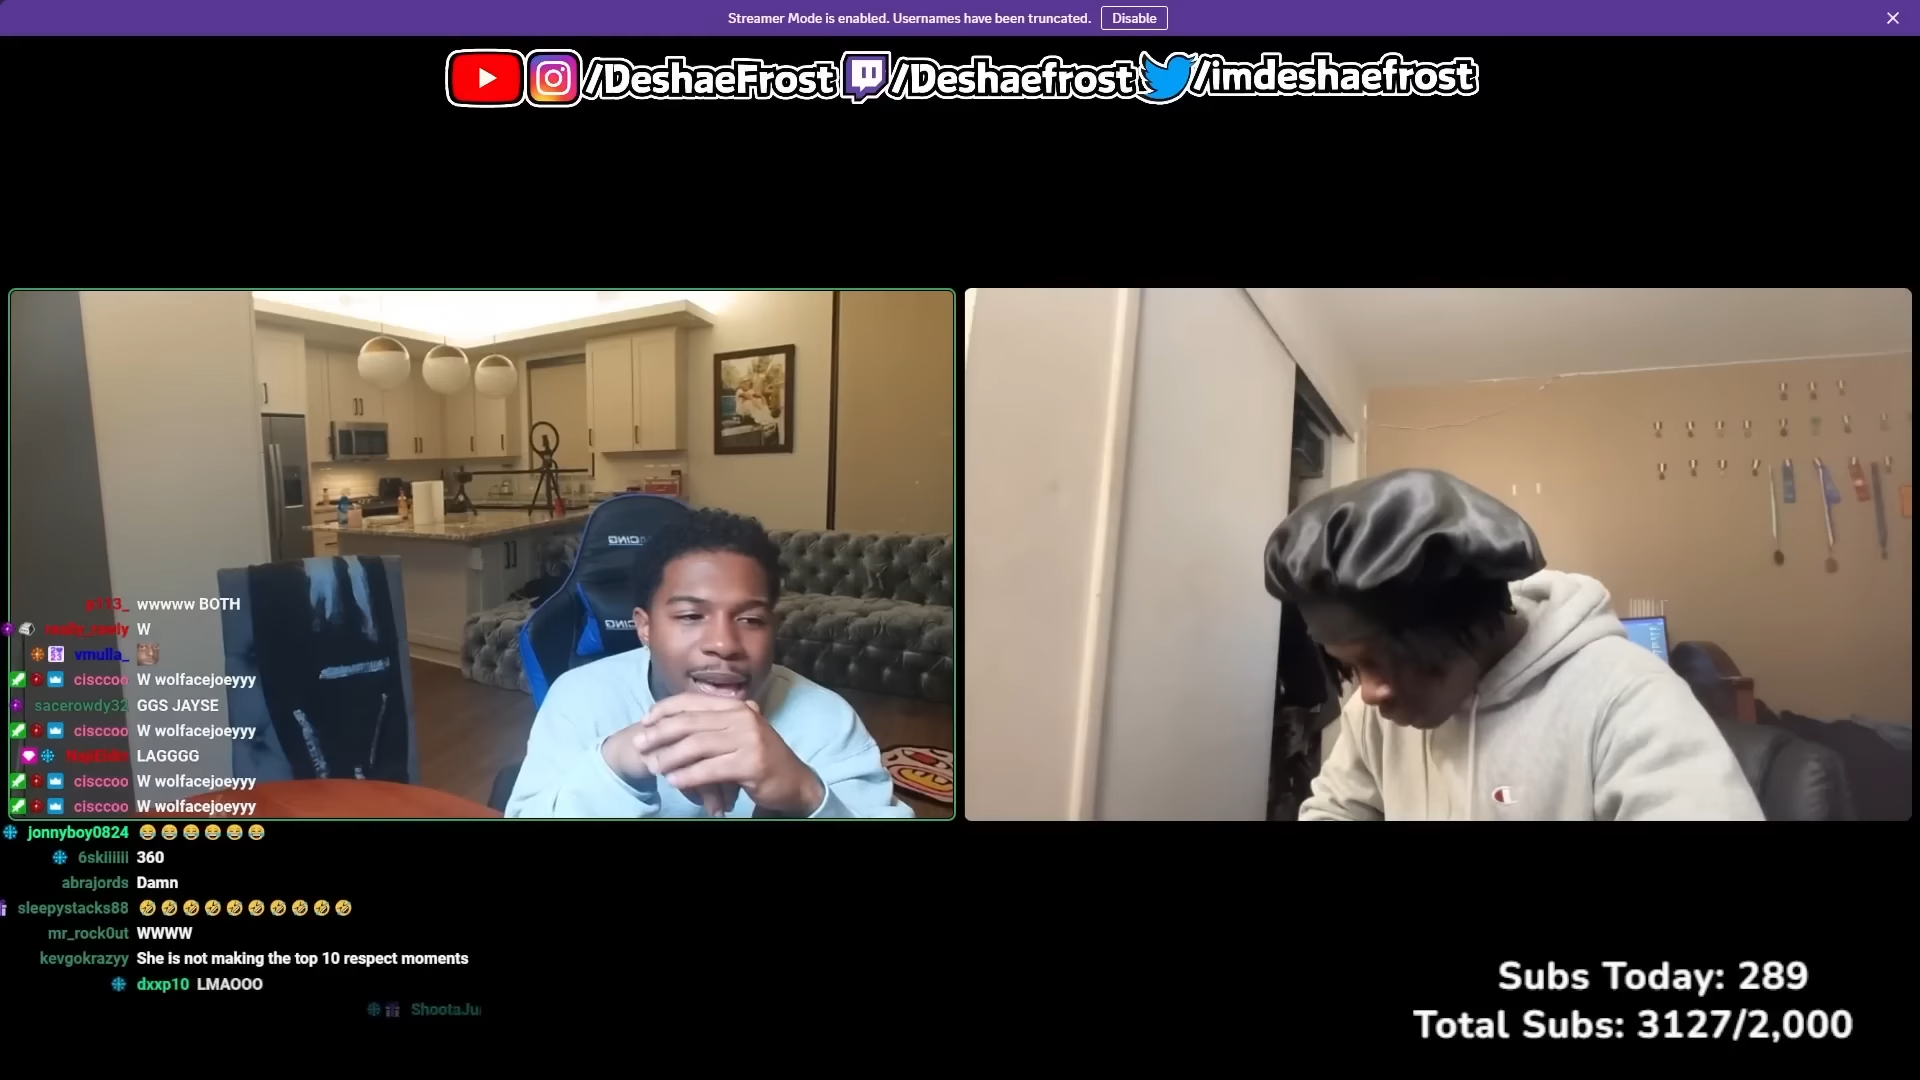 Streamer Mode is enabled. Usernames have been truncated. Disable
/DeshaeFrost /Deshaefrost /imdeshaefrost
p113_ wwwww BOTH
W
vmulla_
cisccoo W wolfacejoeyyy
sacerowdy32 GGS JAYSE
cisccoo W wolfacejoeyyy
LAGGGG
cisccoo W wolfacejoeyyy
cisccoo W wolfacejoeyyy
jonnyboy0824 😂😂😂😂😂😂
6skiiiiii 360
abrajords Damn
sleepystacks88 🤣🤣🤣🤣🤣🤣🤣🤣🤣🤣
mr_rock0ut WWWW
kevgokrazyy She is not making the top 10 respect moments
dxxp10 LMAOOO
Subs Today: 289
Total Subs: 3127/2,000